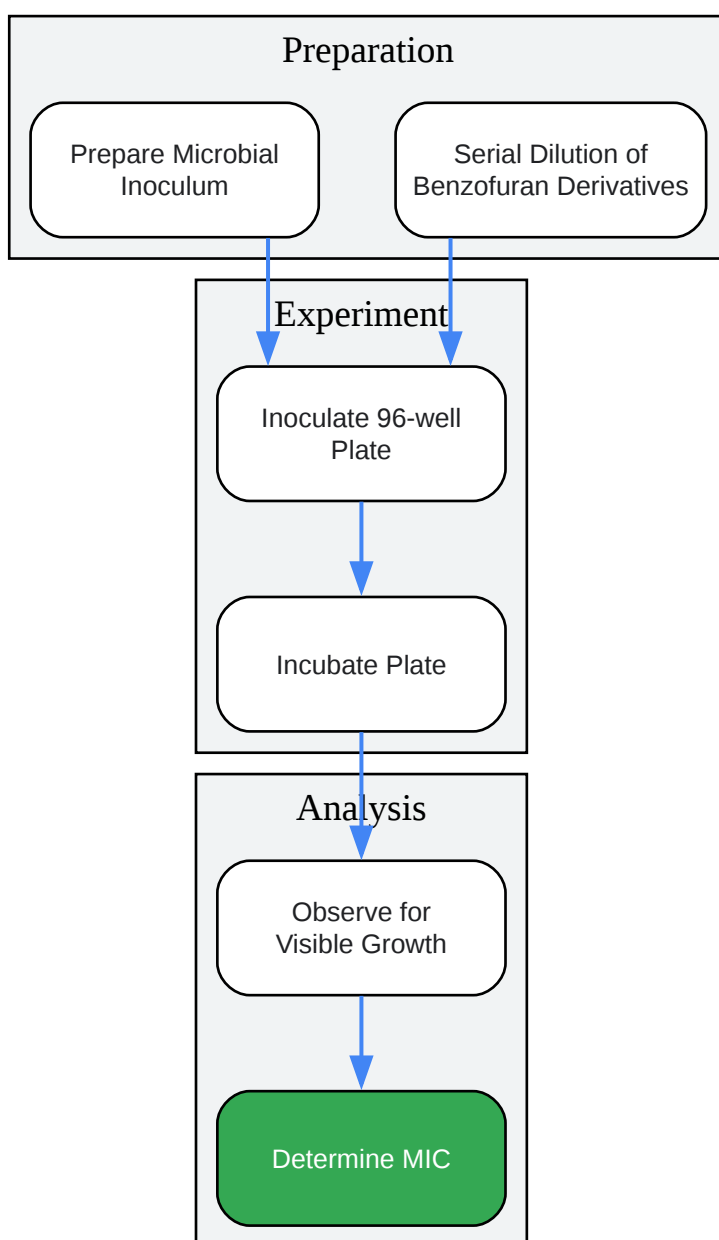 Preparation
Prepare Microbial
Inoculum
Serial Dilution of
Benzofuran Derivatives
Experiment
Inoculate 96-well
Plate
Incubate Plate
Analysis
Observe for
Visible Growth
Determine MIC